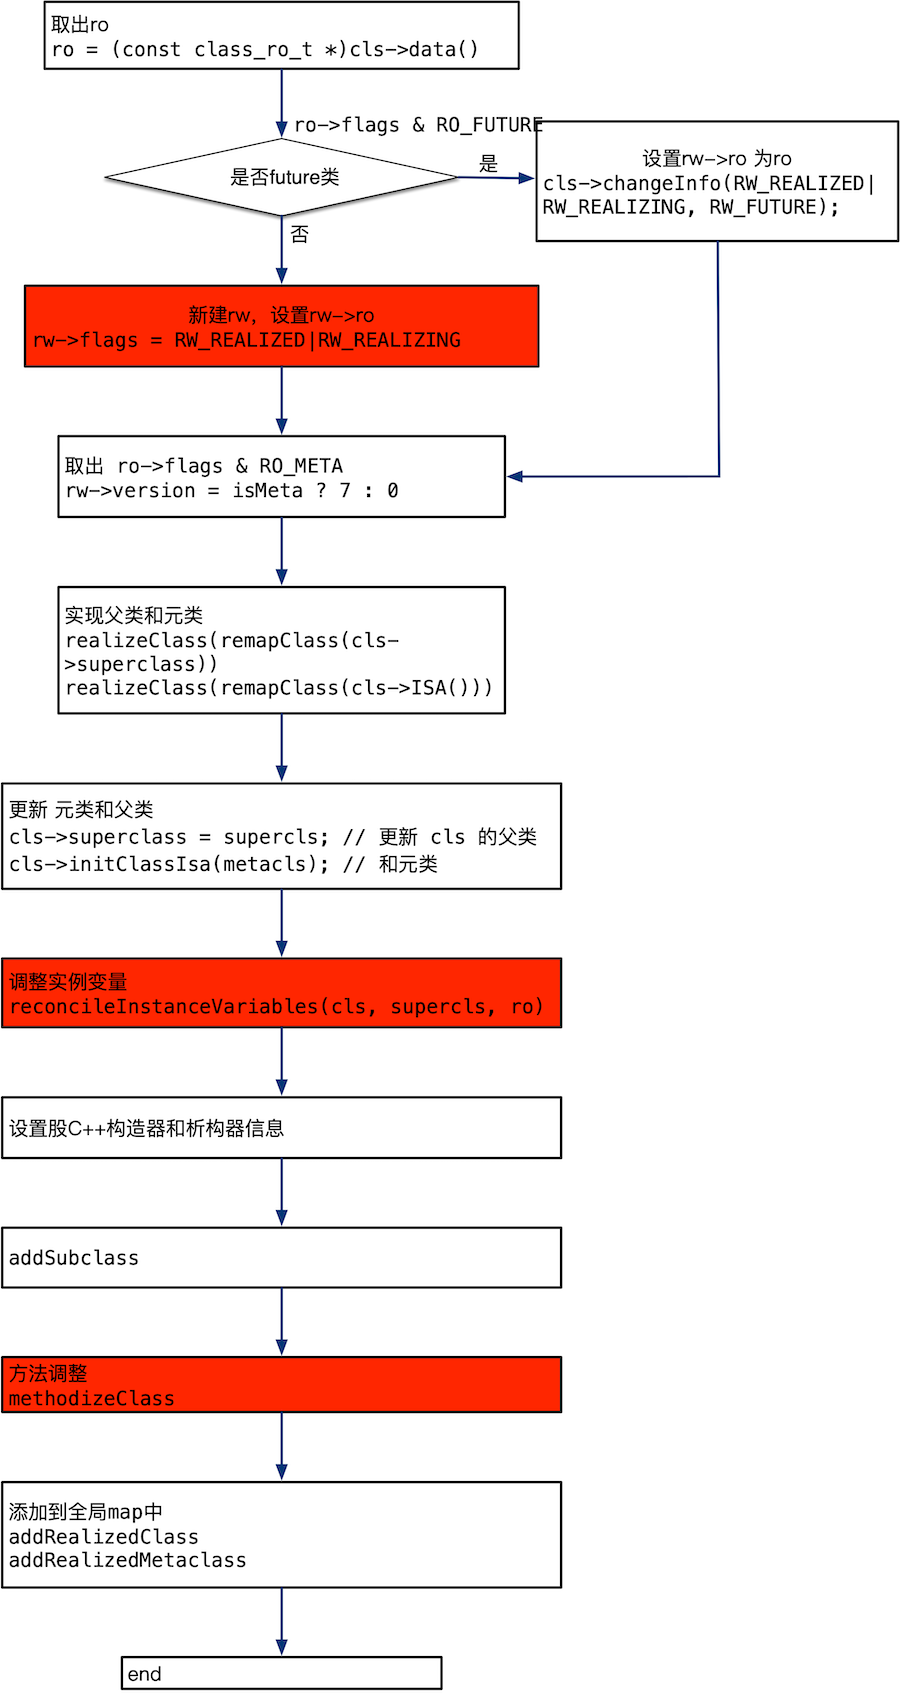 取出ro
ro = (const class_ro_t *)cls->data()
ro->flags & RO_FUTURE
是否future类
是
设置rw->ro 为ro
cls->changeInfo(RW_REALIZED|
RW_REALIZING, RW_FUTURE);
否
新建rw，设置rw->ro
rw->flags = RW_REALIZED|RW_REALIZING
取出 ro->flags & RO_META
rw->version = isMeta ? 7 : 0
实现父类和元类
realizeClass(remapClass(cls-
>superclass))
realizeClass(remapClass(cls->ISA()))
更新 元类和父类
cls->superclass = supercls; // 更新 cls 的父类
cls->initClassIsa(metacls); // 和元类
调整实例变量
reconcileInstanceVariables(cls, supercls, ro)
设置股C++构造器和析构器信息
addSubclass
方法调整
methodizeClass
添加到全局map中
addRealizedClass
addRealizedMetaclass
end